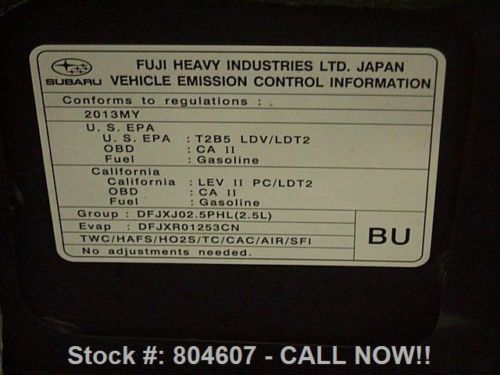 SUBARU
FUJI HEAVY INDUSTRIES LTD. JAPAN
VEHICLE EMISSION CONTROL INFORMATION
Conforms to regulations :
2013MY
U. S. EPA
U. S. EPA : T2B5 LDV/LDT2
OBD : CA II
Fuel : Gasoline
California
California : LEV II PC/LDT2
OBD : CA II
Fuel : Gasoline
Group : DFJXJ02.5PHL(2.5L)
Evap : DFJXR01253CN
TWC/HAFS/HO2S/TC/CAC/AIR/SFI
No adjustments needed.
BU
Stock #: 804607 - CALL NOW!!